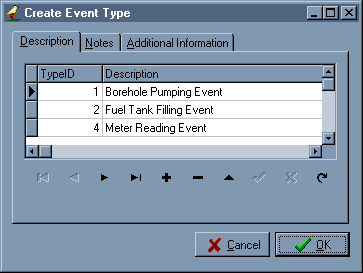 Create Event Type
Description Notes Additional Information
TypeID Description
1 Borehole Pumping Event
2 Fuel Tank Filling Event
4 Meter Reading Event
Cancel OK